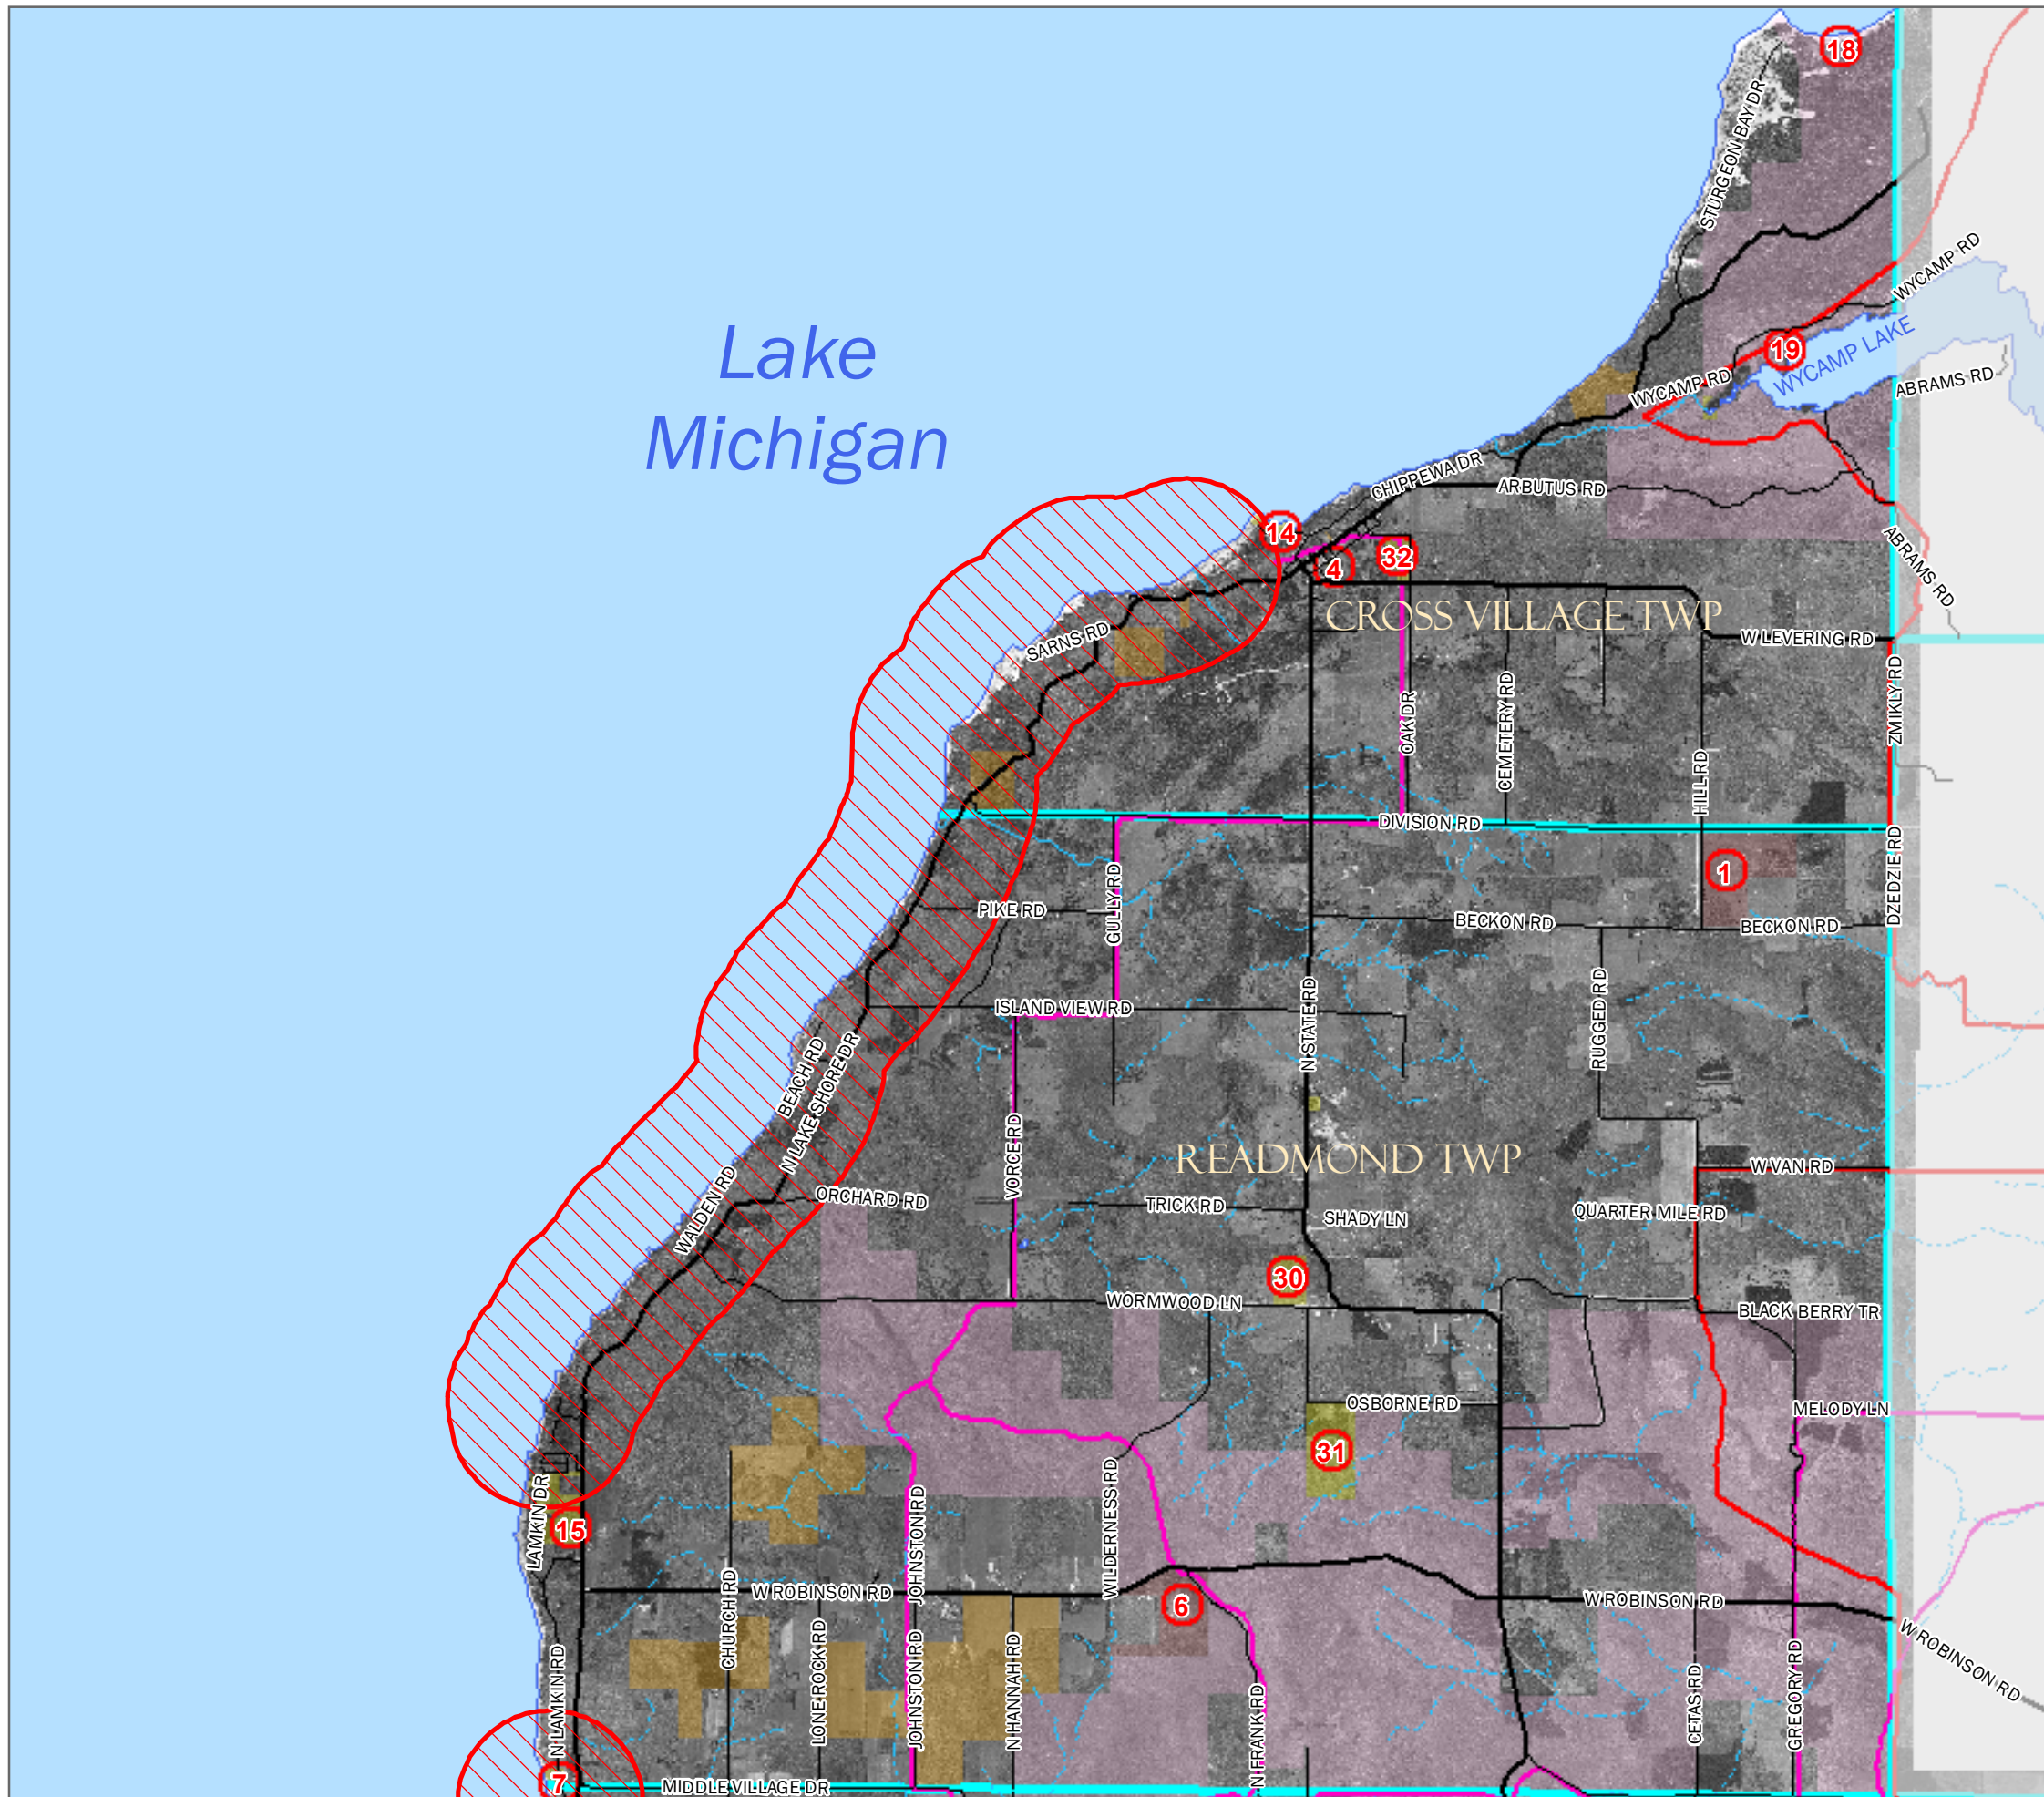 18
STURGEON BAY DR
WYCAMP RD
Lake
Michigan
19
WYCAMP LAKE
WYCAMP RD
ABRAMS RD
CHIPPEWA DR
ARBUTUS RD
14
4
32
ABRAMS RD
CROSS VILLAGE TWP
SARNS RD
W LEVERING RD
OAK DR
CEMETERY RD
HILL RD
ZMIKLY RD
DIVISION RD
1
DZEDZIE RD
GULLY RD
PIKE RD
BECKON RD
BECKON RD
ISLAND VIEW RD
N STATE RD
RUGGED RD
BEACH RD
N LAKE SHORE DR
VORCE RD
READMOND TWP
W VAN RD
WALDEN RD
ORCHARD RD
TRICK RD
SHADY LN
QUARTER MILE RD
30
WORMWOOD LN
BLACK BERRY TR
OSBORNE RD
MELODY LN
31
LAMKIN DR
15
JOHNSTON RD
WILDERNESS RD
CHURCH RD
W ROBINSON RD
6
W ROBINSON RD
W ROBINSON RD
N LAMKIN RD
LONE ROCK RD
JOHNSTON RD
N HANNAH RD
N FRANK RD
CETAS RD
GREGORY RD
7
MIDDLE VILLAGE DR